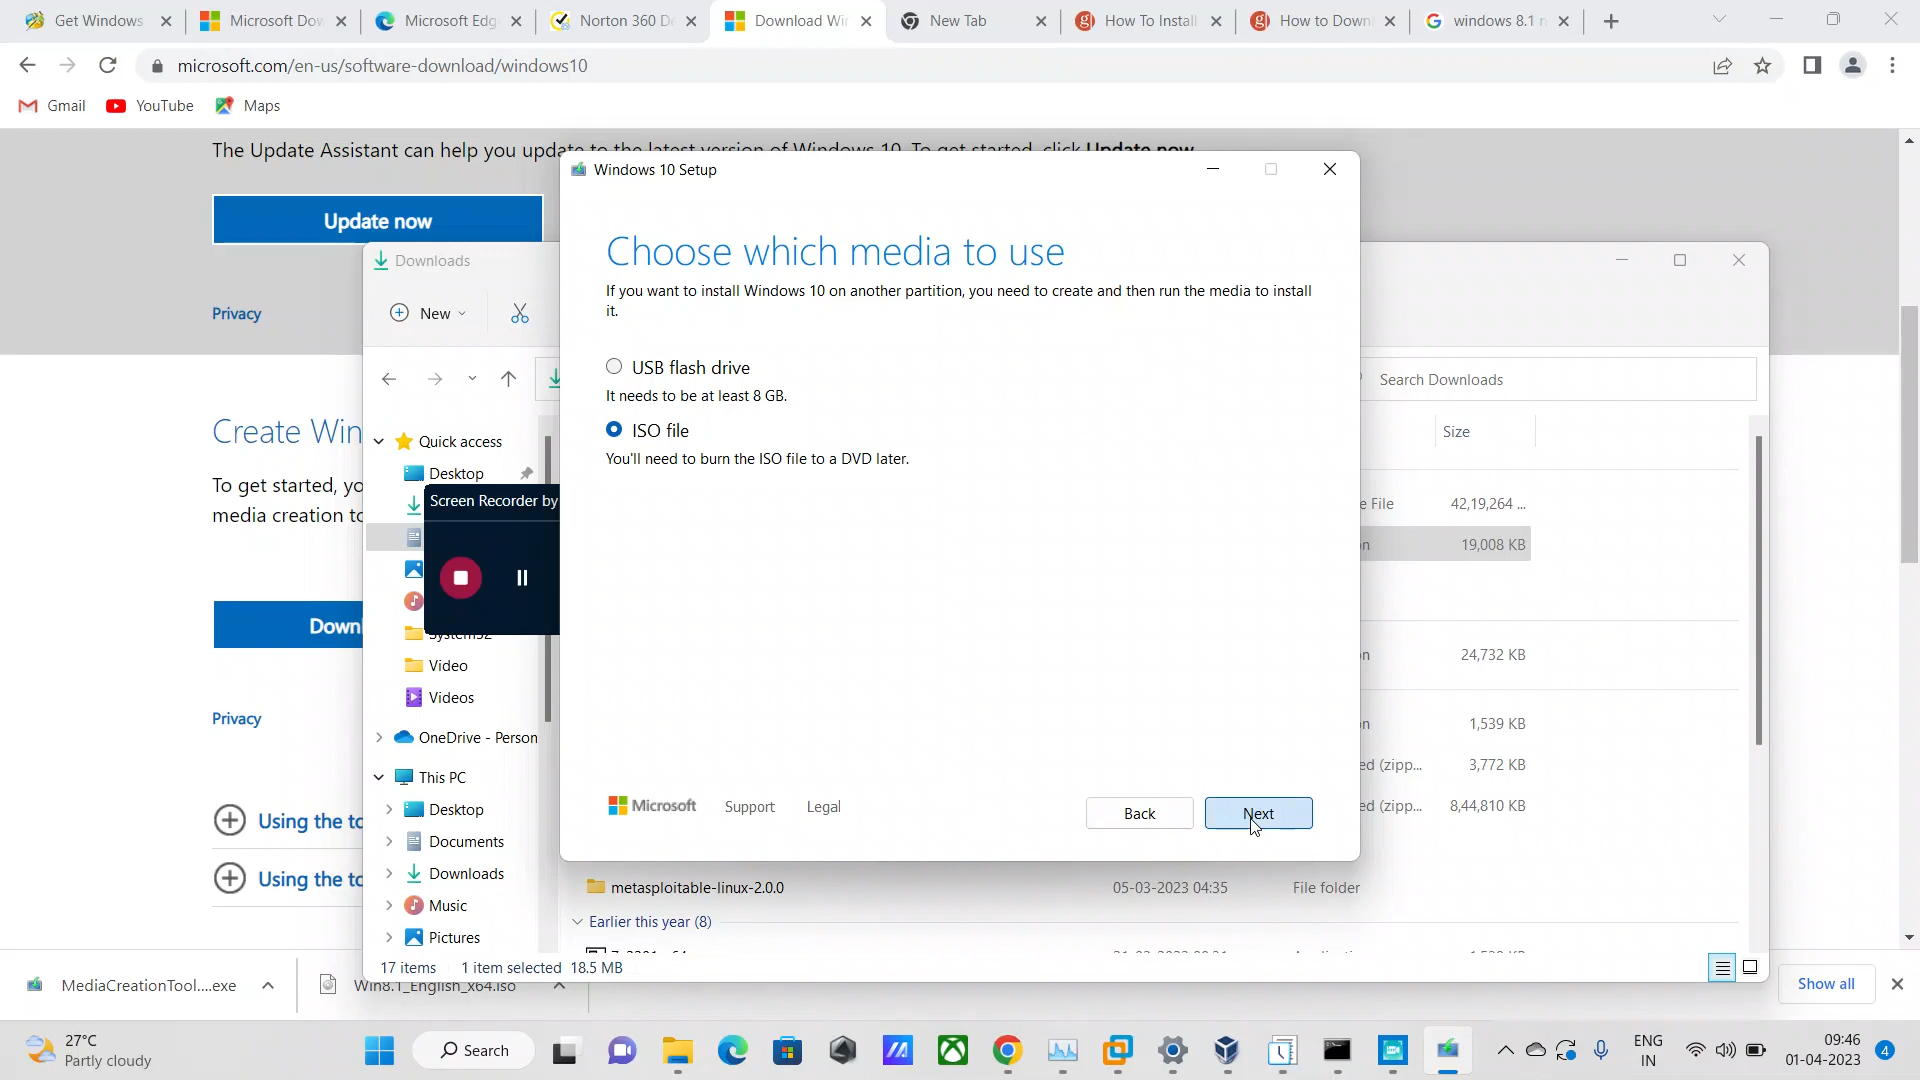 Get Windows
Microsoft Dow
Microsoft Edg
Norton 360 De
Download Win
New Tab
How To Install
How to Down
windows 8.1
microsoft.com/en-us/software-download/windows10
Gmail
YouTube
Maps
The Update Assistant can help you update to the latest version of Windows 10. To get started, click Update now.
Windows 10 Setup
Update now
Downloads
Choose which media to use
If you want to install Windows 10 on another partition, you need to create and then run the media to install
it.
Privacy
New
USB flash drive
Search Downloads
It needs to be at least 8 GB.
Create Win
ISO file
Size
Quick access
You'll need to burn the ISO file to a DVD later.
Desktop
To get started, yo
Screen Recorder by
e File
42,19,264 ...
media creation to
n
19,008 KB
Downl
System32
n
24,732 KB
Video
Videos
Privacy
n
1,539 KB
OneDrive - Person
ed (zipp...
3,772 KB
This PC
Microsoft
Support
Legal
Back
Next
ed (zipp...
8,44,810 KB
Desktop
Using the to
Documents
Downloads
Using the to
metasploitable-linux-2.0.0
05-03-2023 04:35
File folder
Music
Earlier this year (8)
Pictures
17 items
1 item selected
18.5 MB
MediaCreationTool....exe
Win8.1_English_x64.iso
Show all
27°C
Partly cloudy
Search
ENG
IN
09:46
01-04-2023
4